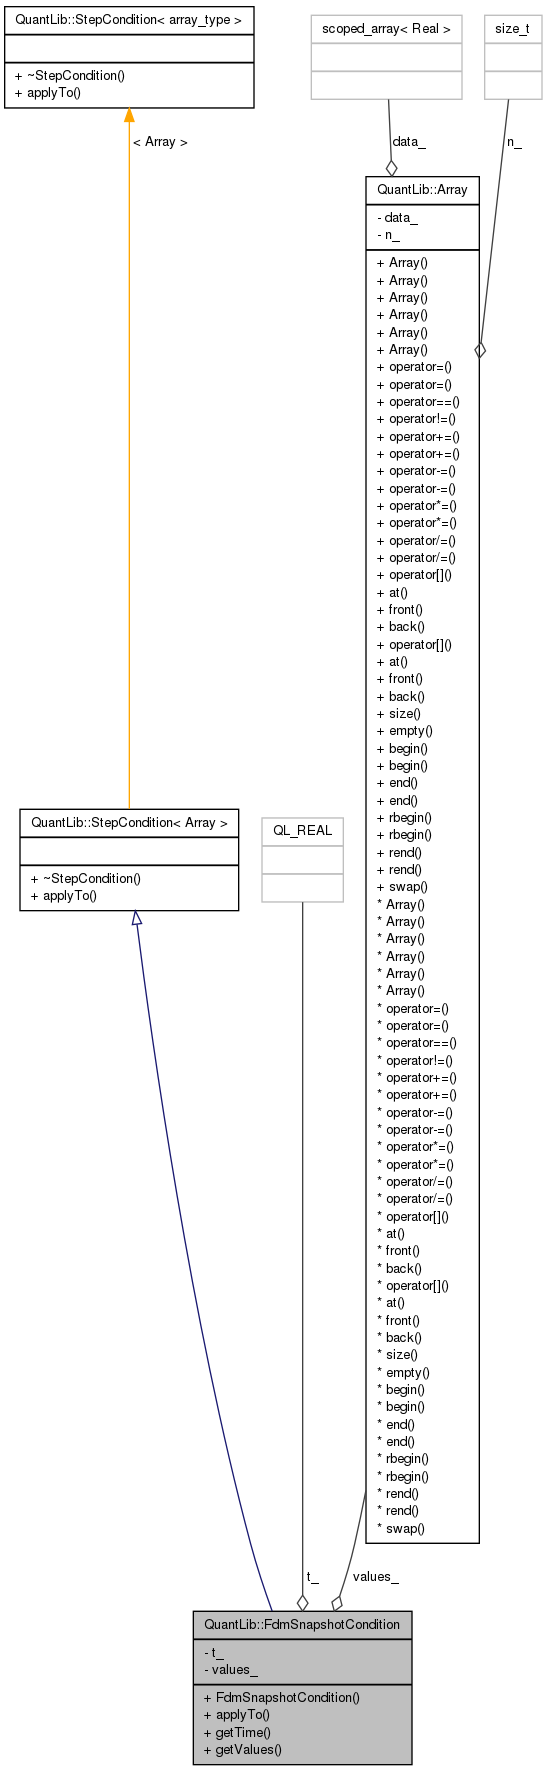 QuantLib::StepCondition< array_type >
+ ~StepCondition()
+ applyTo()
< Array >
scoped_array< Real >
size_t
data_
n_
QuantLib::Array
- data_
- n_
+ Array()
+ Array()
+ Array()
+ Array()
+ Array()
+ Array()
+ operator=()
+ operator=()
+ operator==()
+ operator!=()
+ operator+=()
+ operator+=()
+ operator-=()
+ operator-=()
+ operator*=()
+ operator*=()
+ operator/=()
+ operator/=()
+ operator[]()
+ at()
+ front()
+ back()
+ operator[]()
+ at()
+ front()
+ back()
+ size()
+ empty()
+ begin()
+ begin()
+ end()
+ end()
+ rbegin()
+ rbegin()
+ rend()
+ rend()
+ swap()
* Array()
* Array()
* Array()
* Array()
* Array()
* Array()
* operator=()
* operator=()
* operator==()
* operator!=()
* operator+=()
* operator+=()
* operator-=()
* operator-=()
* operator*=()
* operator*=()
* operator/=()
* operator/=()
* operator[]()
* at()
* front()
* back()
* operator[]()
* at()
* front()
* back()
* size()
* empty()
* begin()
* begin()
* end()
* end()
* rbegin()
* rbegin()
* rend()
* rend()
* swap()
QuantLib::StepCondition< Array >
+ ~StepCondition()
+ applyTo()
QL_REAL
t_
values_
QuantLib::FdmSnapshotCondition
- t_
- values_
+ FdmSnapshotCondition()
+ applyTo()
+ getTime()
+ getValues()